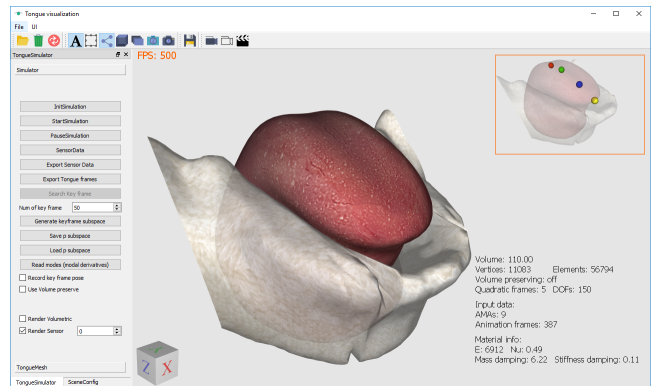 Tongue visualization
File UI
A
TongueSimulator
FPS: 500
Simulator
InitSimulation
StartSimulation
PauseSimulation
SensorData
Export Sensor Data
Export Tongue frames
Search Key frame
Num of key frame 50
Generate keyframe subspace
Save p subspace
Load p subspace
Read modes (modal derivatives)
Record key frame pose
Use Volume preserve
Render Volumetric
Render Sensor 0
TongueMesh
TongueSimulator SceneConfig
Y
Z X
Volume: 110.00
Vertices: 11083 Elements: 56794
Volume preserving: off
Quadratic frames: 5 DOFs: 150
Input data:
AMAs: 9
Animation frames: 387
Material info:
E: 6912 Nu: 0.49
Mass damping: 6.22 Stiffness damping: 0.11